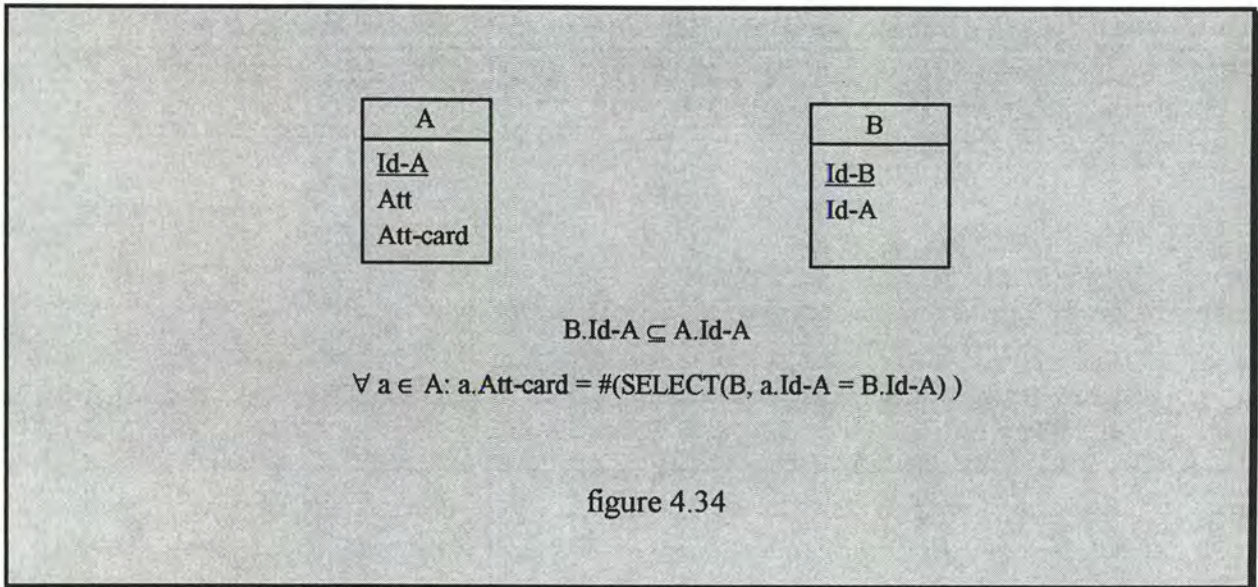 A
Id-A
Att
Att-card
B
Id-B
Id-A
B.Id-A ⊆ A.Id-A
∀ a ∈ A: a.Att-card = #(SELECT(B, a.Id-A = B.Id-A) )
figure 4.34